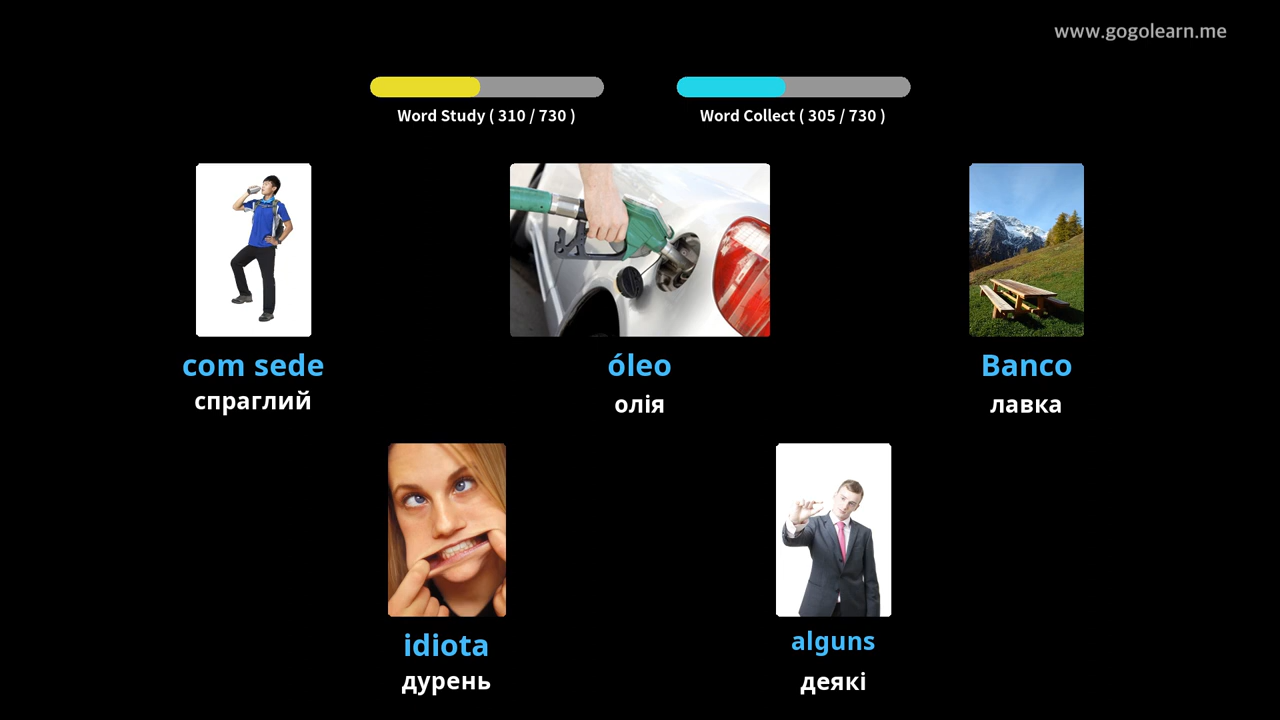 www.gogolearn.me
Word Study ( 310 / 730 )
Word Collect ( 305 / 730 )
com sede
спраглий
óleo
олія
Banco
лавка
idiota
дурень
alguns
деякі